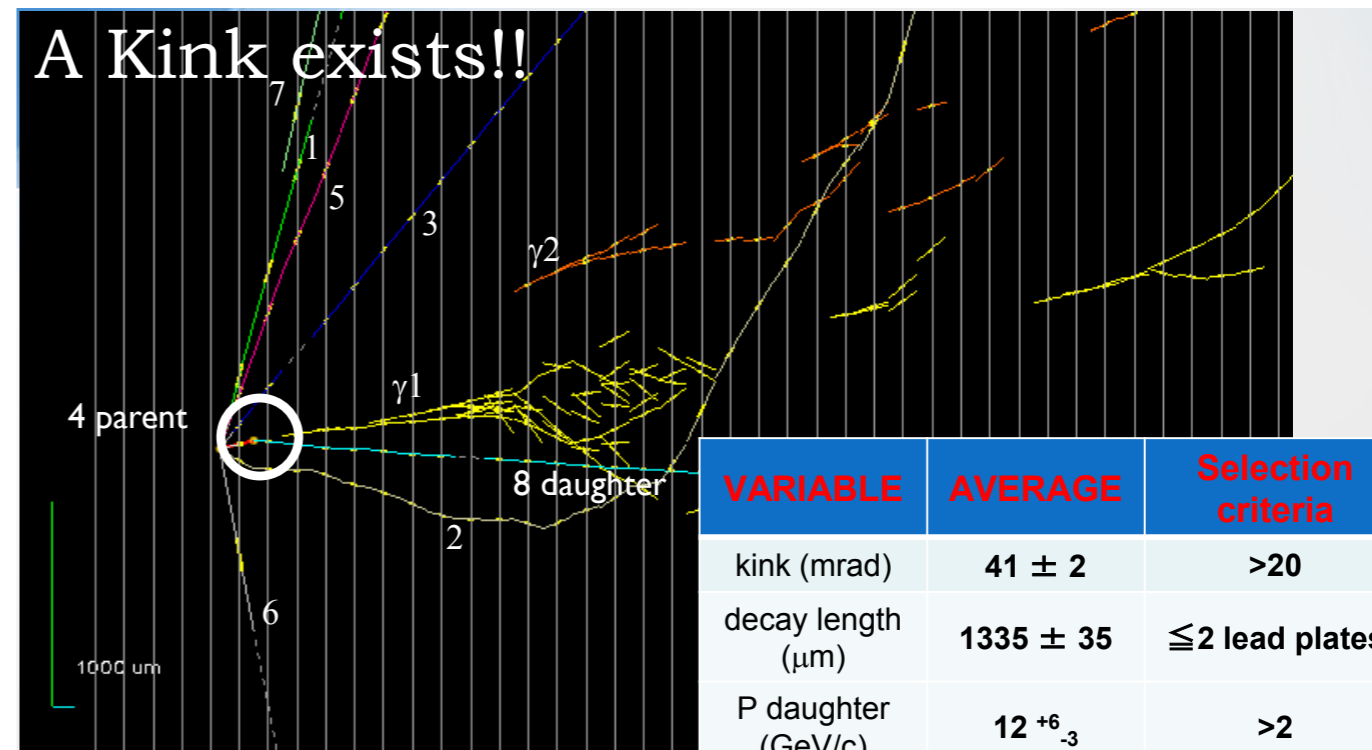 A Kink exists!!
7
1
5
3
γ2
γ1
4 parent
8 daughter
2
6
1000 um
VARIABLE AVERAGE Selection criteria
kink (mrad) 41 ± 2 >20
decay length (μm) 1335 ± 35 ≦2 lead plates
P daughter (GeV/c) 12 +6 -3 >2